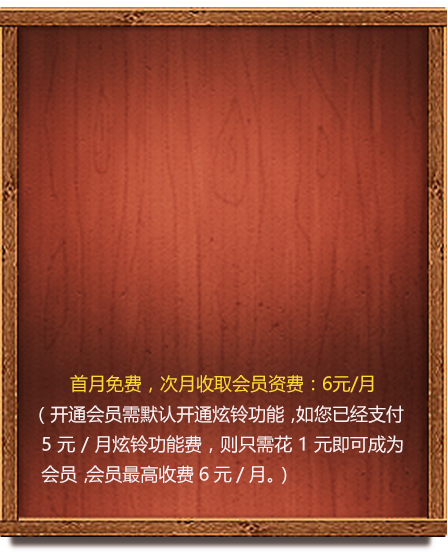 首月免费，次月收取会员资费：6元/月
（开通会员需默认开通炫铃功能,如您已经支付
5 元 / 月炫铃功能费，则只需花 1 元即可成为
会员,会员最高收费 6 元 / 月。）